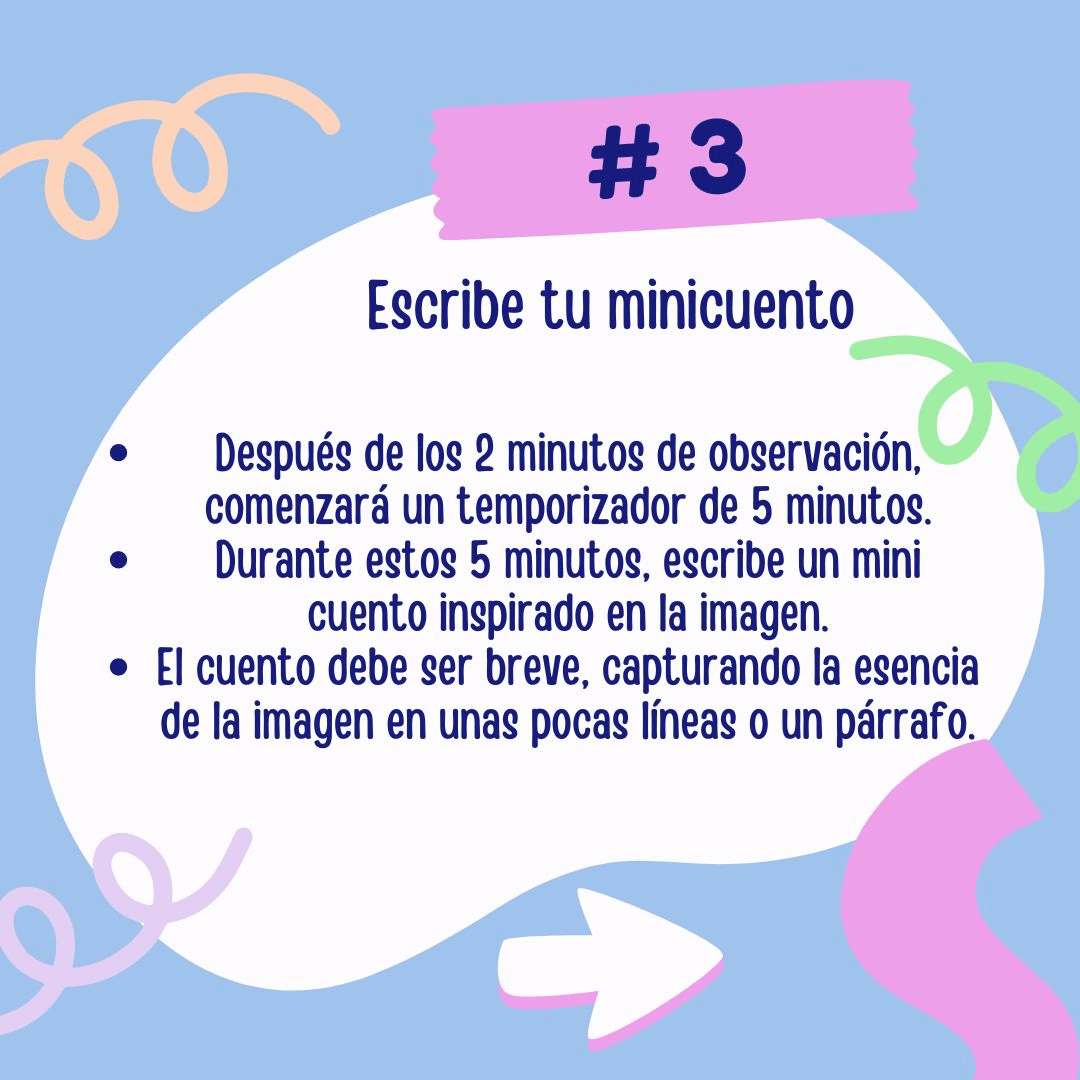 # 3
Escribe tu minicuento
• Después de los 2 minutos de observación,
comenzará un temporizador de 5 minutos.
• Durante estos 5 minutos, escribe un mini
cuento inspirado en la imagen.
• El cuento debe ser breve, capturando la esencia
de la imagen en unas pocas líneas o un párrafo.